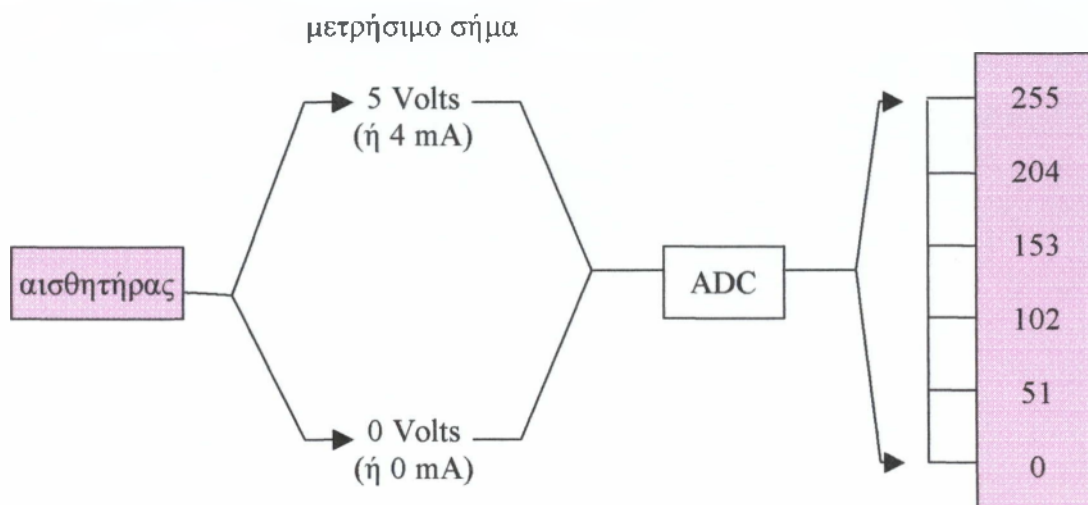 μετρήσιμο σήμα
5 Volts
(ή 4 mA)
αισθητήρας
0 Volts
(ή 0 mA)
ADC
255
204
153
102
51
0